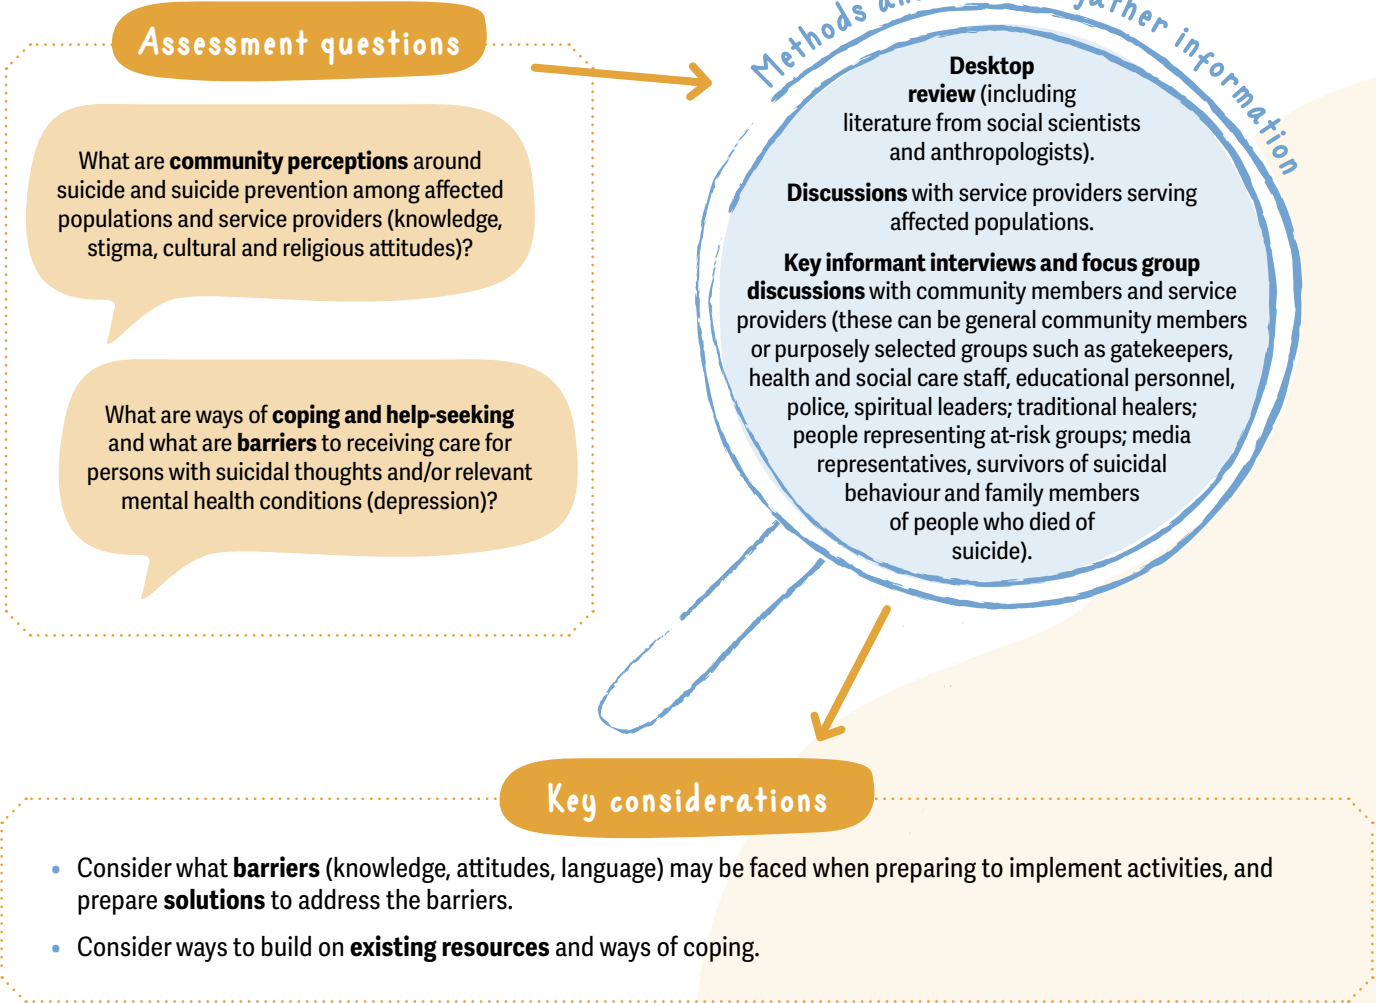 Assessment questions
What are community perceptions around
suicide and suicide prevention among affected
populations and service providers (knowledge,
stigma, cultural and religious attitudes)?
What are ways of coping and help-seeking
and what are barriers to receiving care for
persons with suicidal thoughts and/or relevant
mental health conditions (depression)?
Methods gather information
Desktop
review (including
literature from social scientists
and anthropologists).
Discussions with service providers serving
affected populations.
Key informant interviews and focus group
discussions with community members and service
providers (these can be general community members
or purposely selected groups such as gatekeepers,
health and social care staff, educational personnel,
police, spiritual leaders; traditional healers;
people representing at-risk groups; media
representatives, survivors of suicidal
behaviour and family members
of people who died of
suicide).
Key considerations
• Consider what barriers (knowledge, attitudes, language) may be faced when preparing to implement activities, and
prepare solutions to address the barriers.
• Consider ways to build on existing resources and ways of coping.